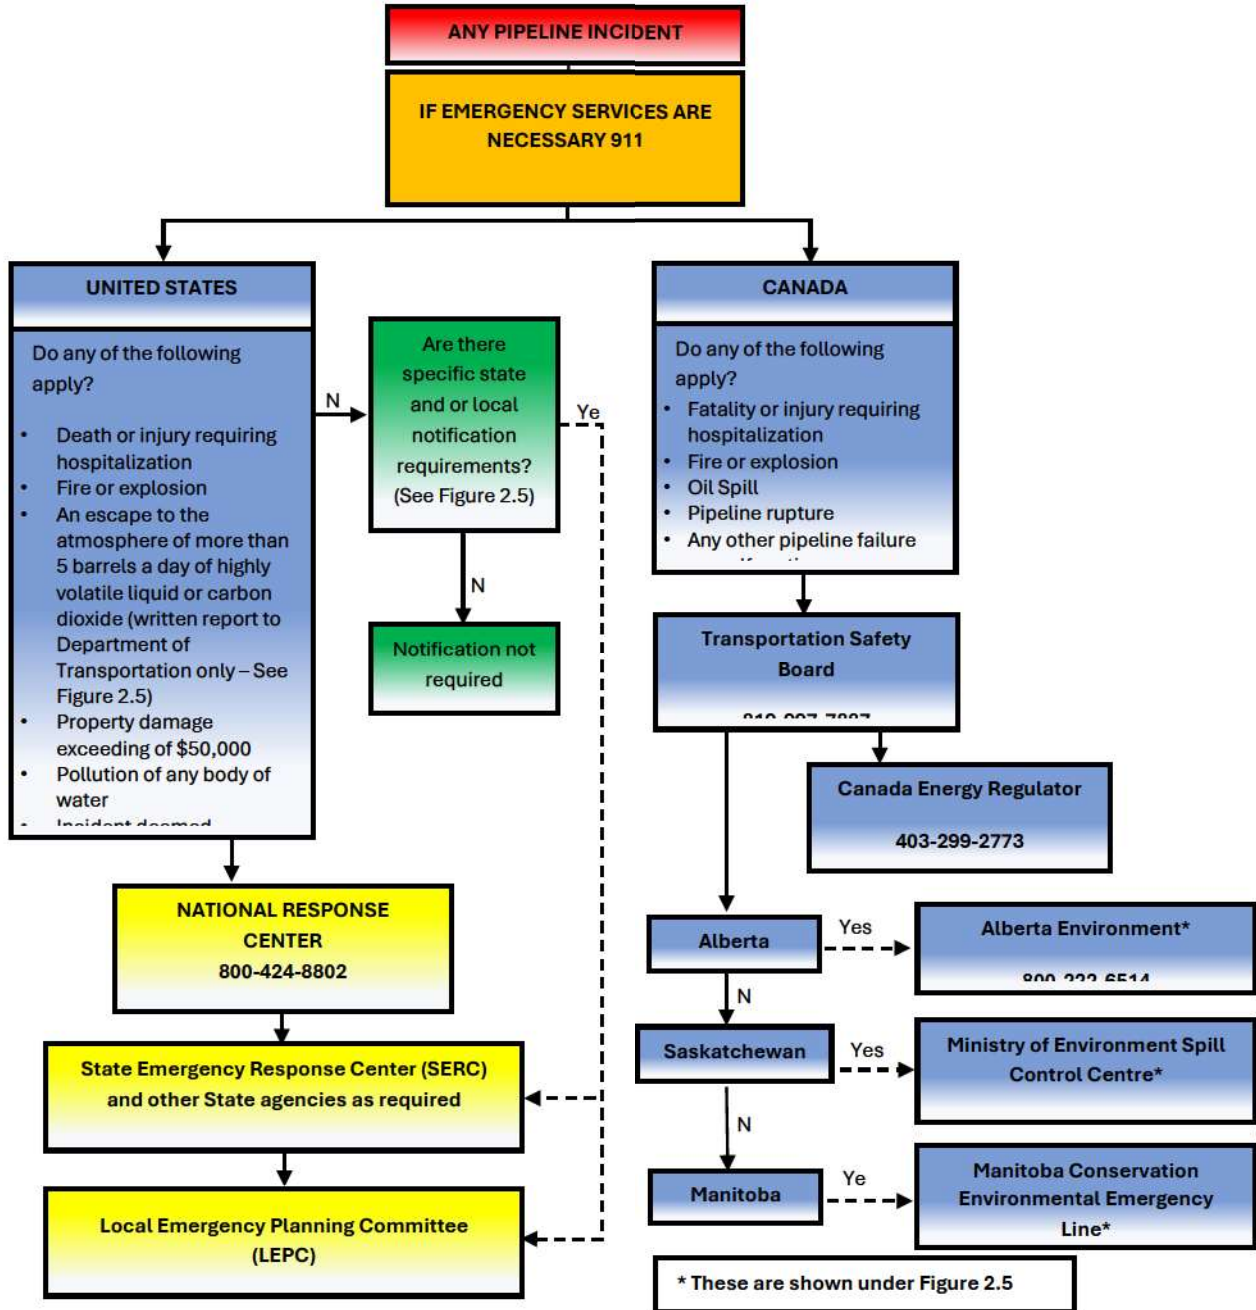 ANY PIPELINE INCIDENT
IF EMERGENCY SERVICES ARE
NECESSARY 911
UNITED STATES
Do any of the following
apply?
• Death or injury requiring
hospitalization
• Fire or explosion
• An escape to the
atmosphere of more than
5 barrels a day of highly
volatile liquid or carbon
dioxide (written report to
Department of
Transportation only – See
Figure 2.5)
• Property damage
exceeding of $50,000
• Pollution of any body of
water
• Incident deemed
N
Are there
specific state
and or local
notification
requirements?
(See Figure 2.5)
Ye
N
Notification not
required
NATIONAL RESPONSE
CENTER
800-424-8802
State Emergency Response Center (SERC)
and other State agencies as required
Local Emergency Planning Committee
(LEPC)
CANADA
Do any of the following
apply?
• Fatality or injury requiring
hospitalization
• Fire or explosion
• Oil Spill
• Pipeline rupture
• Any other pipeline failure
Transportation Safety
Board
Canada Energy Regulator
403-299-2773
Alberta
Yes
Alberta Environment*
N
Saskatchewan
Yes
Ministry of Environment Spill
Control Centre*
N
Manitoba
Ye
Manitoba Conservation
Environmental Emergency
Line*
* These are shown under Figure 2.5